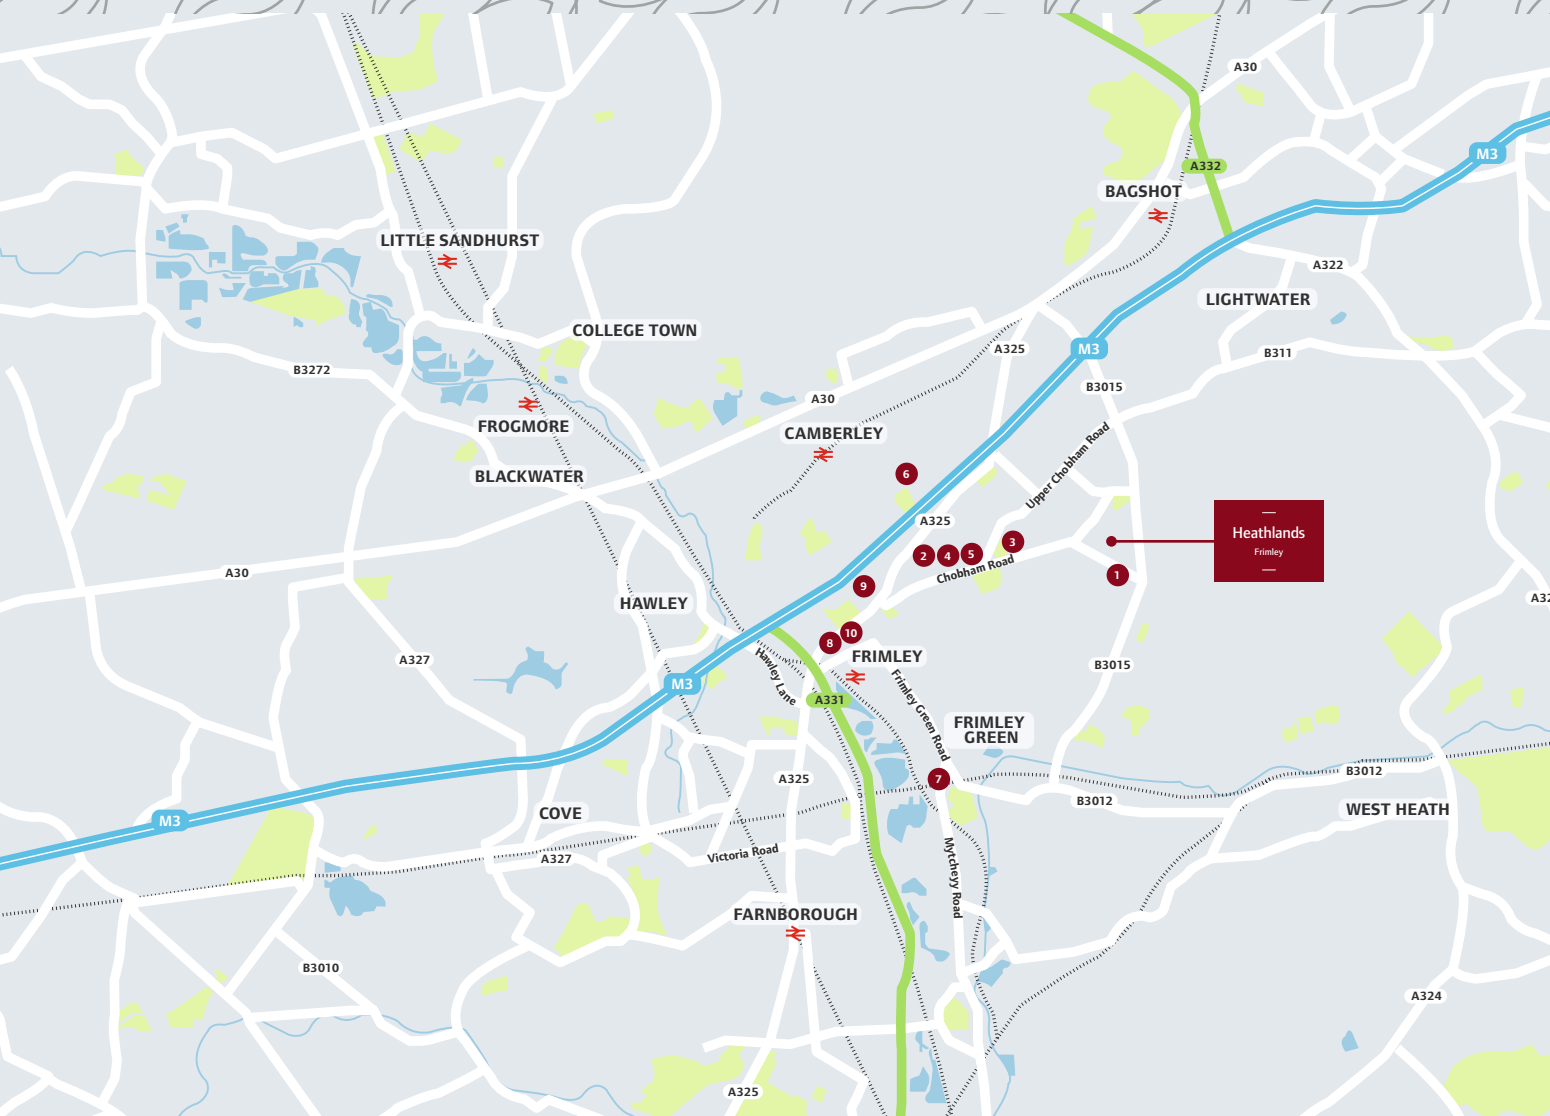 A30
M3
A332
BAGSHOT
LITTLE SANDHURST
A322
LIGHTWATER
COLLEGE TOWN
A325
M3
B311
B3272
B3015
A30
FROGMORE
CAMBERLEY
Upper Chobham Road
BLACKWATER
6
A325
Heathlands
Frimley
3
2
4
5
Chobham Road
A30
1
9
HAWLEY
A32
10
8
FRIMLEY
A327
B3015
Hawley Lane
M3
A331
Frimley Green Road
FRIMLEY
GREEN
A325
7
B3012
B3012
WEST HEATH
COVE
M3
A327
Victoria Road
Mytcheyy Road
FARNBOROUGH
B3010
A324
A325